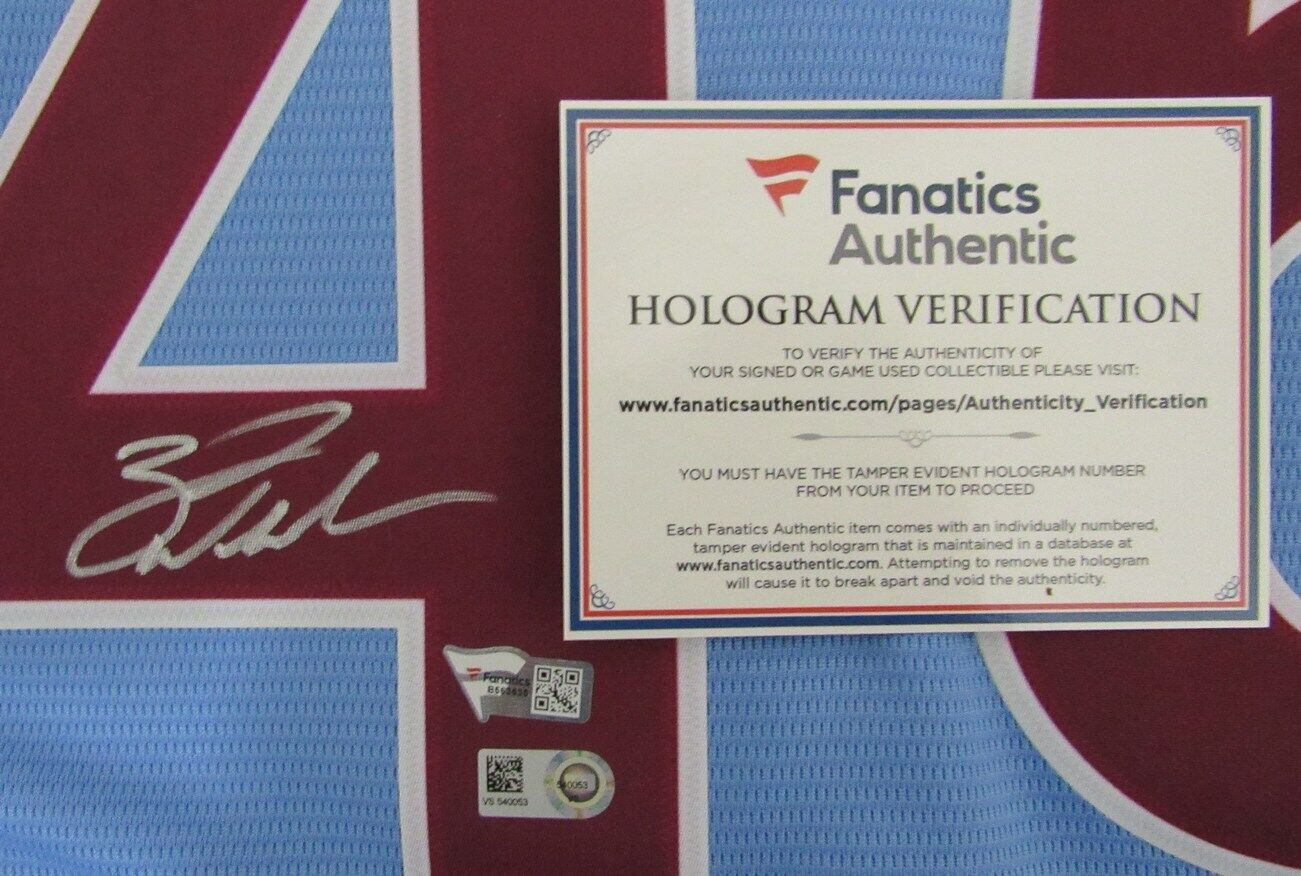 4
Fanatics
Authentic
HOLOGRAM VERIFICATION
TO VERIFY THE AUTHENTICITY OF
YOUR SIGNED OR GAME USED COLLECTIBLE PLEASE VISIT:
www.fanaticsauthentic.com/pages/Authenticity_Verification
YOU MUST HAVE THE TAMPER EVIDENT HOLOGRAM NUMBER
FROM YOUR ITEM TO PROCEED
Each Fanatics Authentic item comes with an individually numbered,
tamper evident hologram that is maintained in a database at
www.fanaticsauthentic.com. Attempting to remove the hologram
will cause it to break apart and void the authenticity.
Fanatics
VS 540053
540053